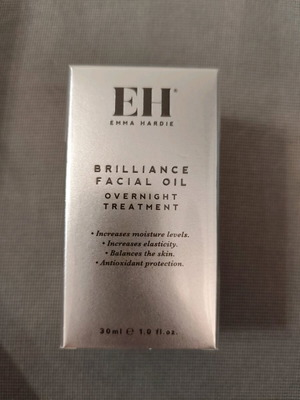 EH®
EMMA HARDIE
BRILLIANCE
FACIAL OIL
OVERNIGHT
TREATMENT
• Increases moisture levels.
• Increases elasticity.
• Balances the skin.
• Antioxidant protection.
30ml ℮ 1.0 fl.oz.